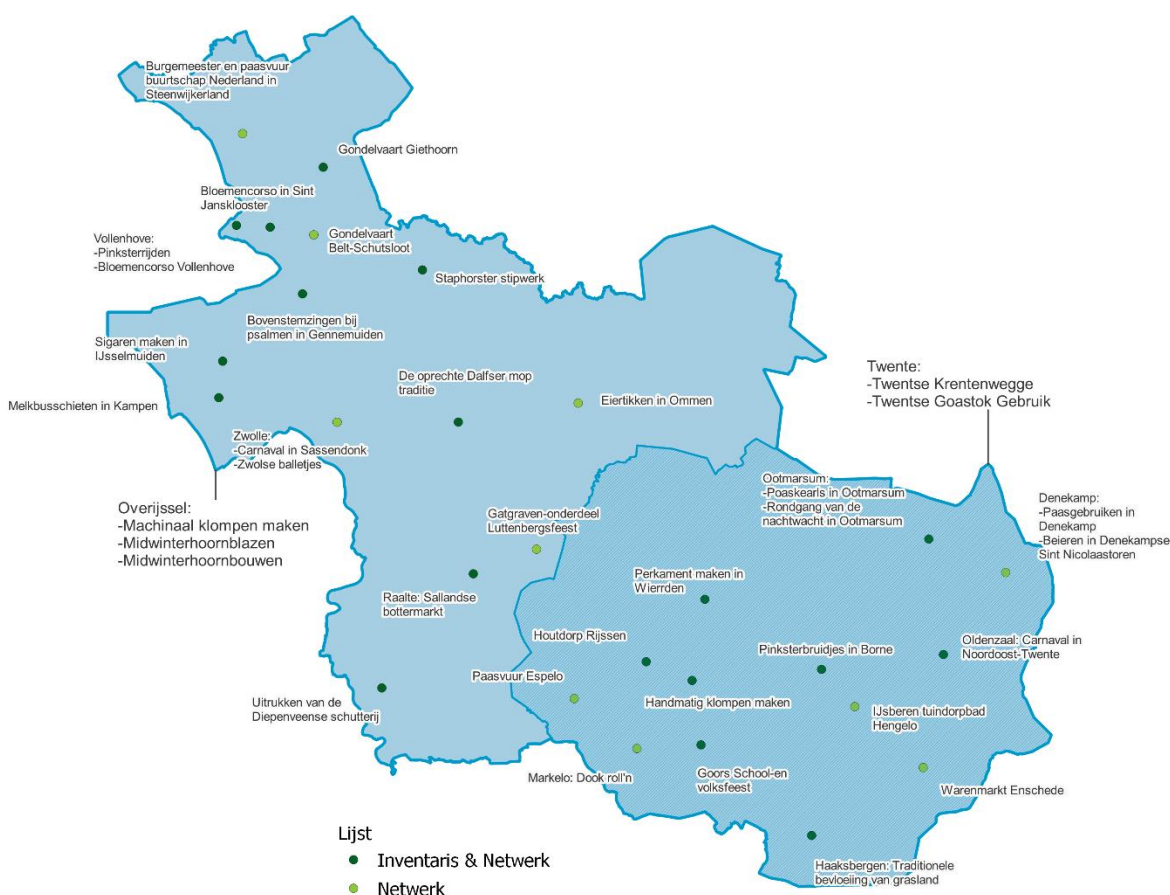 Burgemeester en paasvuur
buurtschap Nederland in
Steenwijkerland
Gondelvaart Giethoorn
Bloemencorso in Sint
Jansklooster
Vollenhove:
-Pinksterrijden
-Bloemencorso Vollenhove
Gondelvaart
Belt-Schutsloot
Staphorster stipwerk
Bovenstemzingen bij
psalmen in Gennemuiden
Sigaren maken in
IJsselmuiden
Melkbusschieten in Kampen
De oprechte Dalfser mop
traditie
Eiertikken in Ommen
Twente:
-Twentse Krentenwegge
-Twentse Goastok Gebruik
Zwolle:
-Carnaval in Sassendonk
-Zwolse balletjes
Overijssel:
-Machinaal klompen maken
-Midwinterhoornblazen
-Midwinterhoornbouwen
Ootmarsum:
-Poaskearls in Ootmarsum
-Rondgang van de
nachtwacht in Ootmarsum
Denekamp:
-Paasgebruiken in
Denekamp
-Beieren in Denekampse
Sint Nicolaastoren
Gatgraven-onderdeel
Luttenbergsfeest
Raalte: Sallandse
bottermarkt
Perkament maken in
Wierrden
Houtdorp Rijssen
Pinksterbruidjes in Borne
Oldenzaal: Carnaval in
Noordoost-Twente
Paasvuur Espelo
Handmatig klompen maken
Uitrukken van de
Diepenveense schutterij
IJsberen tuindorpbad
Hengelo
Markelo: Dook roll'n
Goors School-en
volksfeest
Warenmarkt Enschede
Haaksbergen: Traditionele
bevloeiing van grasland
Lijst
Inventaris & Netwerk
Netwerk